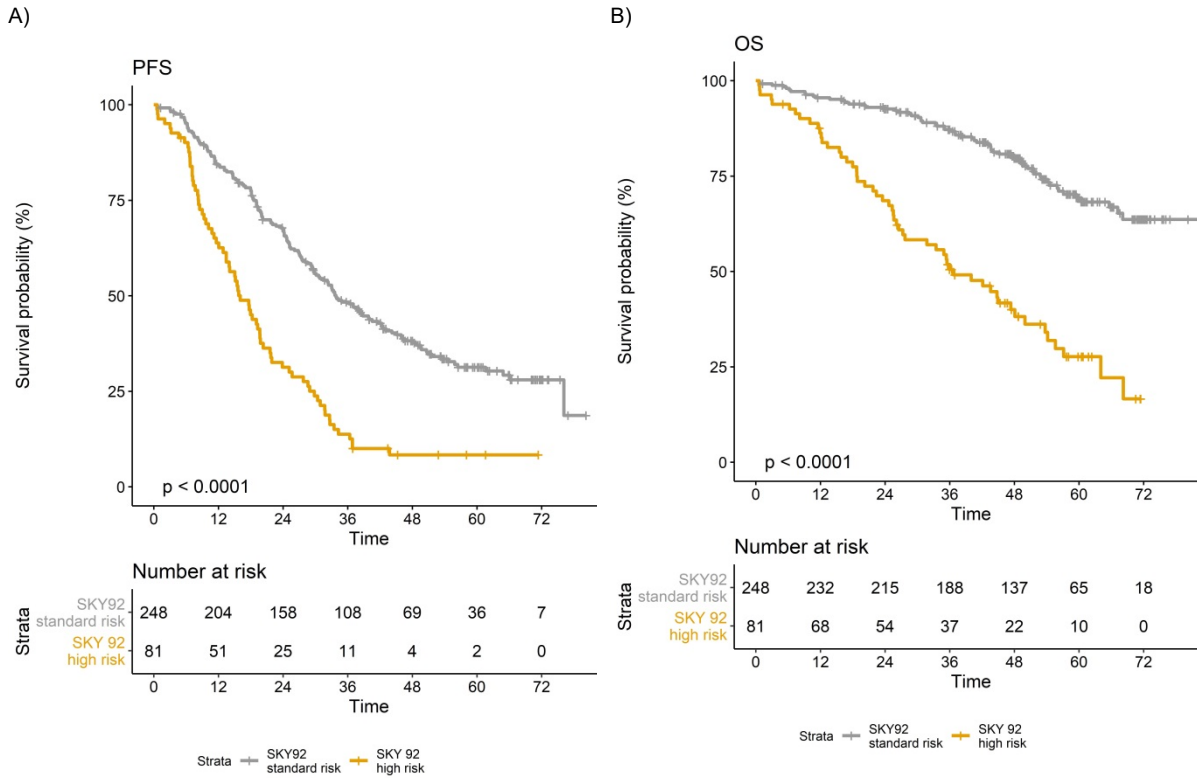 A)
PFS
Survival probability (%)
100
75
50
25
0
p < 0.0001
0 12 24 36 48 60 72
Time
Number at risk
Strata
SKY92
standard risk
248 204 158 108 69 36 7
SKY 92
high risk
81 51 25 11 4 2 0
0 12 24 36 48 60 72
Time
Strata
SKY92
standard risk
SKY 92
high risk
B)
OS
Survival probability (%)
100
75
50
25
0
p < 0.0001
0 12 24 36 48 60 72
Time
Number at risk
Strata
SKY92
standard risk
248 232 215 188 137 65 18
SKY 92
high risk
81 68 54 37 22 10 0
0 12 24 36 48 60 72
Time
Strata
SKY92
standard risk
SKY 92
high risk